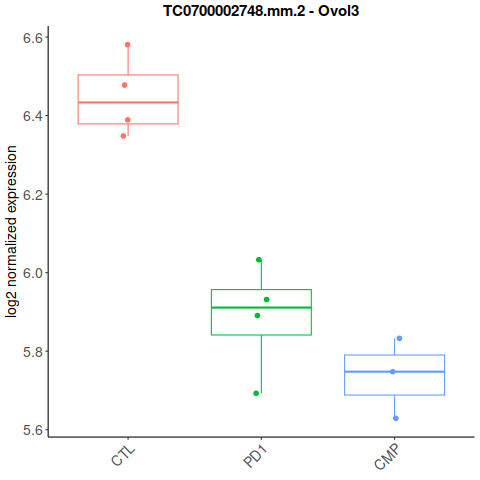 TC0700002748.mm.2 - Ovol3
log2 normalized expression
6.6
6.4
6.2
6.0
5.8
5.6
CTL
PD1
CMP